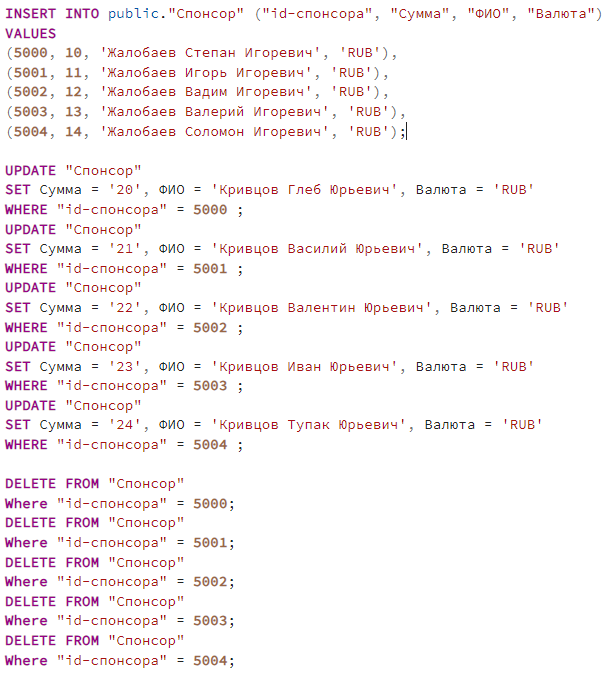 INSERT INTO public."Спонсор" ("id-спонсора", "Сумма", "ФИО", "Валюта")
VALUES
(5000, 10, 'Жалобаев Степан Игоревич', 'RUB'),
(5001, 11, 'Жалобаев Игорь Игоревич', 'RUB'),
(5002, 12, 'Жалобаев Вадим Игоревич', 'RUB'),
(5003, 13, 'Жалобаев Валерий Игоревич', 'RUB'),
(5004, 14, 'Жалобаев Соломон Игоревич', 'RUB');
UPDATE "Спонсор"
SET Сумма = '20', ФИО = 'Кривцов Глеб Юрьевич', Валюта = 'RUB'
WHERE "id-спонсора" = 5000 ;
UPDATE "Спонсор"
SET Сумма = '21', ФИО = 'Кривцов Василий Юрьевич', Валюта = 'RUB'
WHERE "id-спонсора" = 5001 ;
UPDATE "Спонсор"
SET Сумма = '22', ФИО = 'Кривцов Валентин Юрьевич', Валюта = 'RUB'
WHERE "id-спонсора" = 5002 ;
UPDATE "Спонсор"
SET Сумма = '23', ФИО = 'Кривцов Иван Юрьевич', Валюта = 'RUB'
WHERE "id-спонсора" = 5003 ;
UPDATE "Спонсор"
SET Сумма = '24', ФИО = 'Кривцов Тупак Юрьевич', Валюта = 'RUB'
WHERE "id-спонсора" = 5004 ;
DELETE FROM "Спонсор"
Where "id-спонсора" = 5000;
DELETE FROM "Спонсор"
Where "id-спонсора" = 5001;
DELETE FROM "Спонсор"
Where "id-спонсора" = 5002;
DELETE FROM "Спонсор"
Where "id-спонсора" = 5003;
DELETE FROM "Спонсор"
Where "id-спонсора" = 5004;